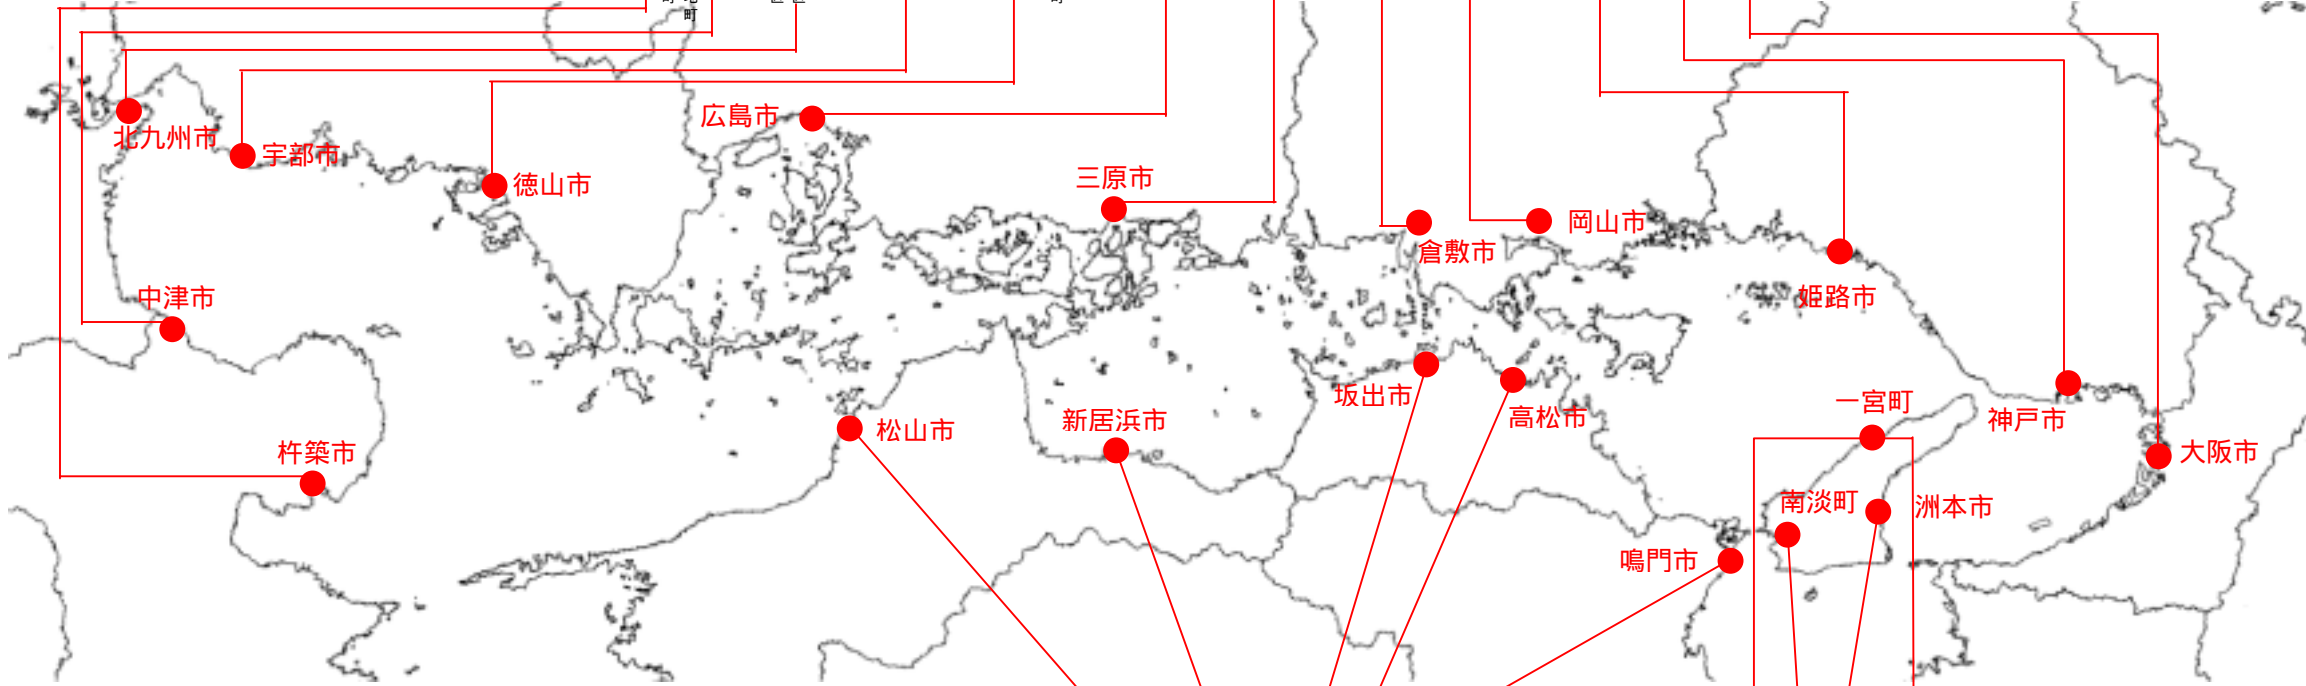 町
広島市
北九州市
宇部市
徳山市
三原市
岡山市
倉敷市
中津市
姫路市
坂出市
高松市
一宮町
神戸市
新居浜市
松山市
杵築市
大阪市
南淡町
洲本市
鳴門市